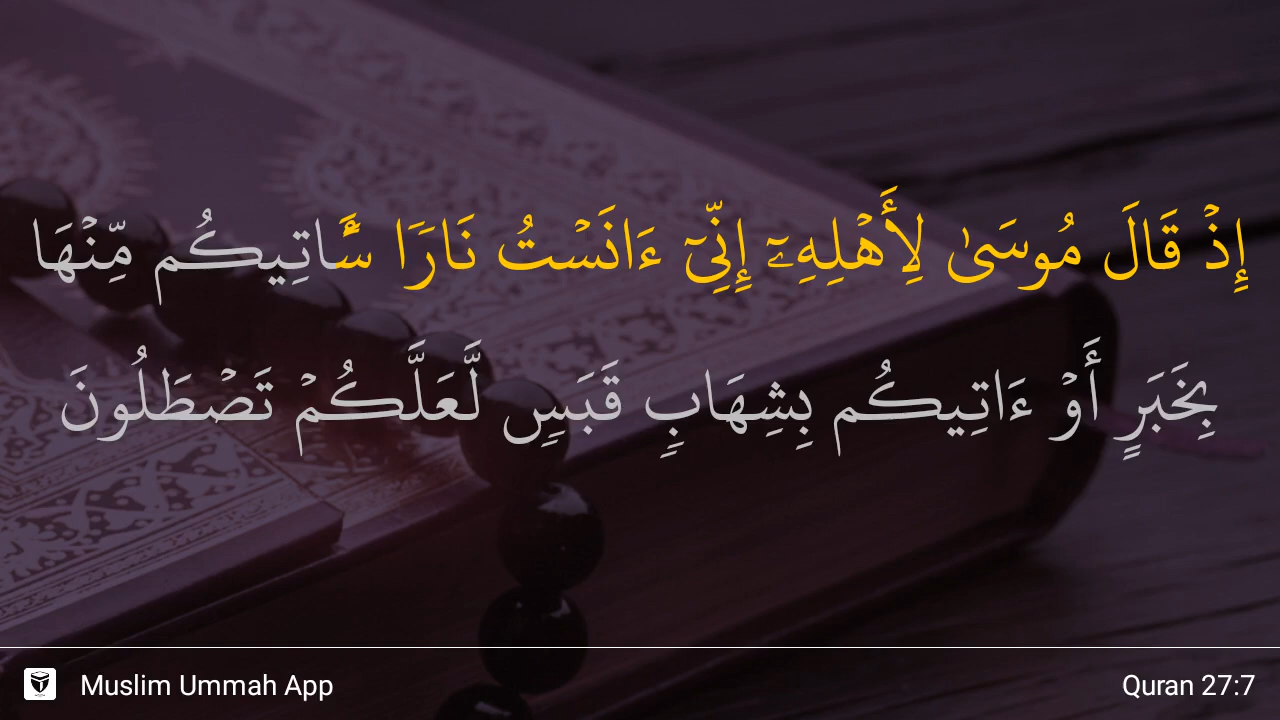 إِذۡ قَالَ مُوسَىٰ لِأَهۡلِهِۦٓ إِنِّيٓ ءَانَسۡتُ نَارٗا سَـَٔاتِيكُم مِّنۡهَا
بِخَبَرٍ أَوۡ ءَاتِيكُم بِشِهَابٖ قَبَسٖ لَّعَلَّكُمۡ تَصۡطَلُونَ
Muslim Ummah App
Quran 27:7